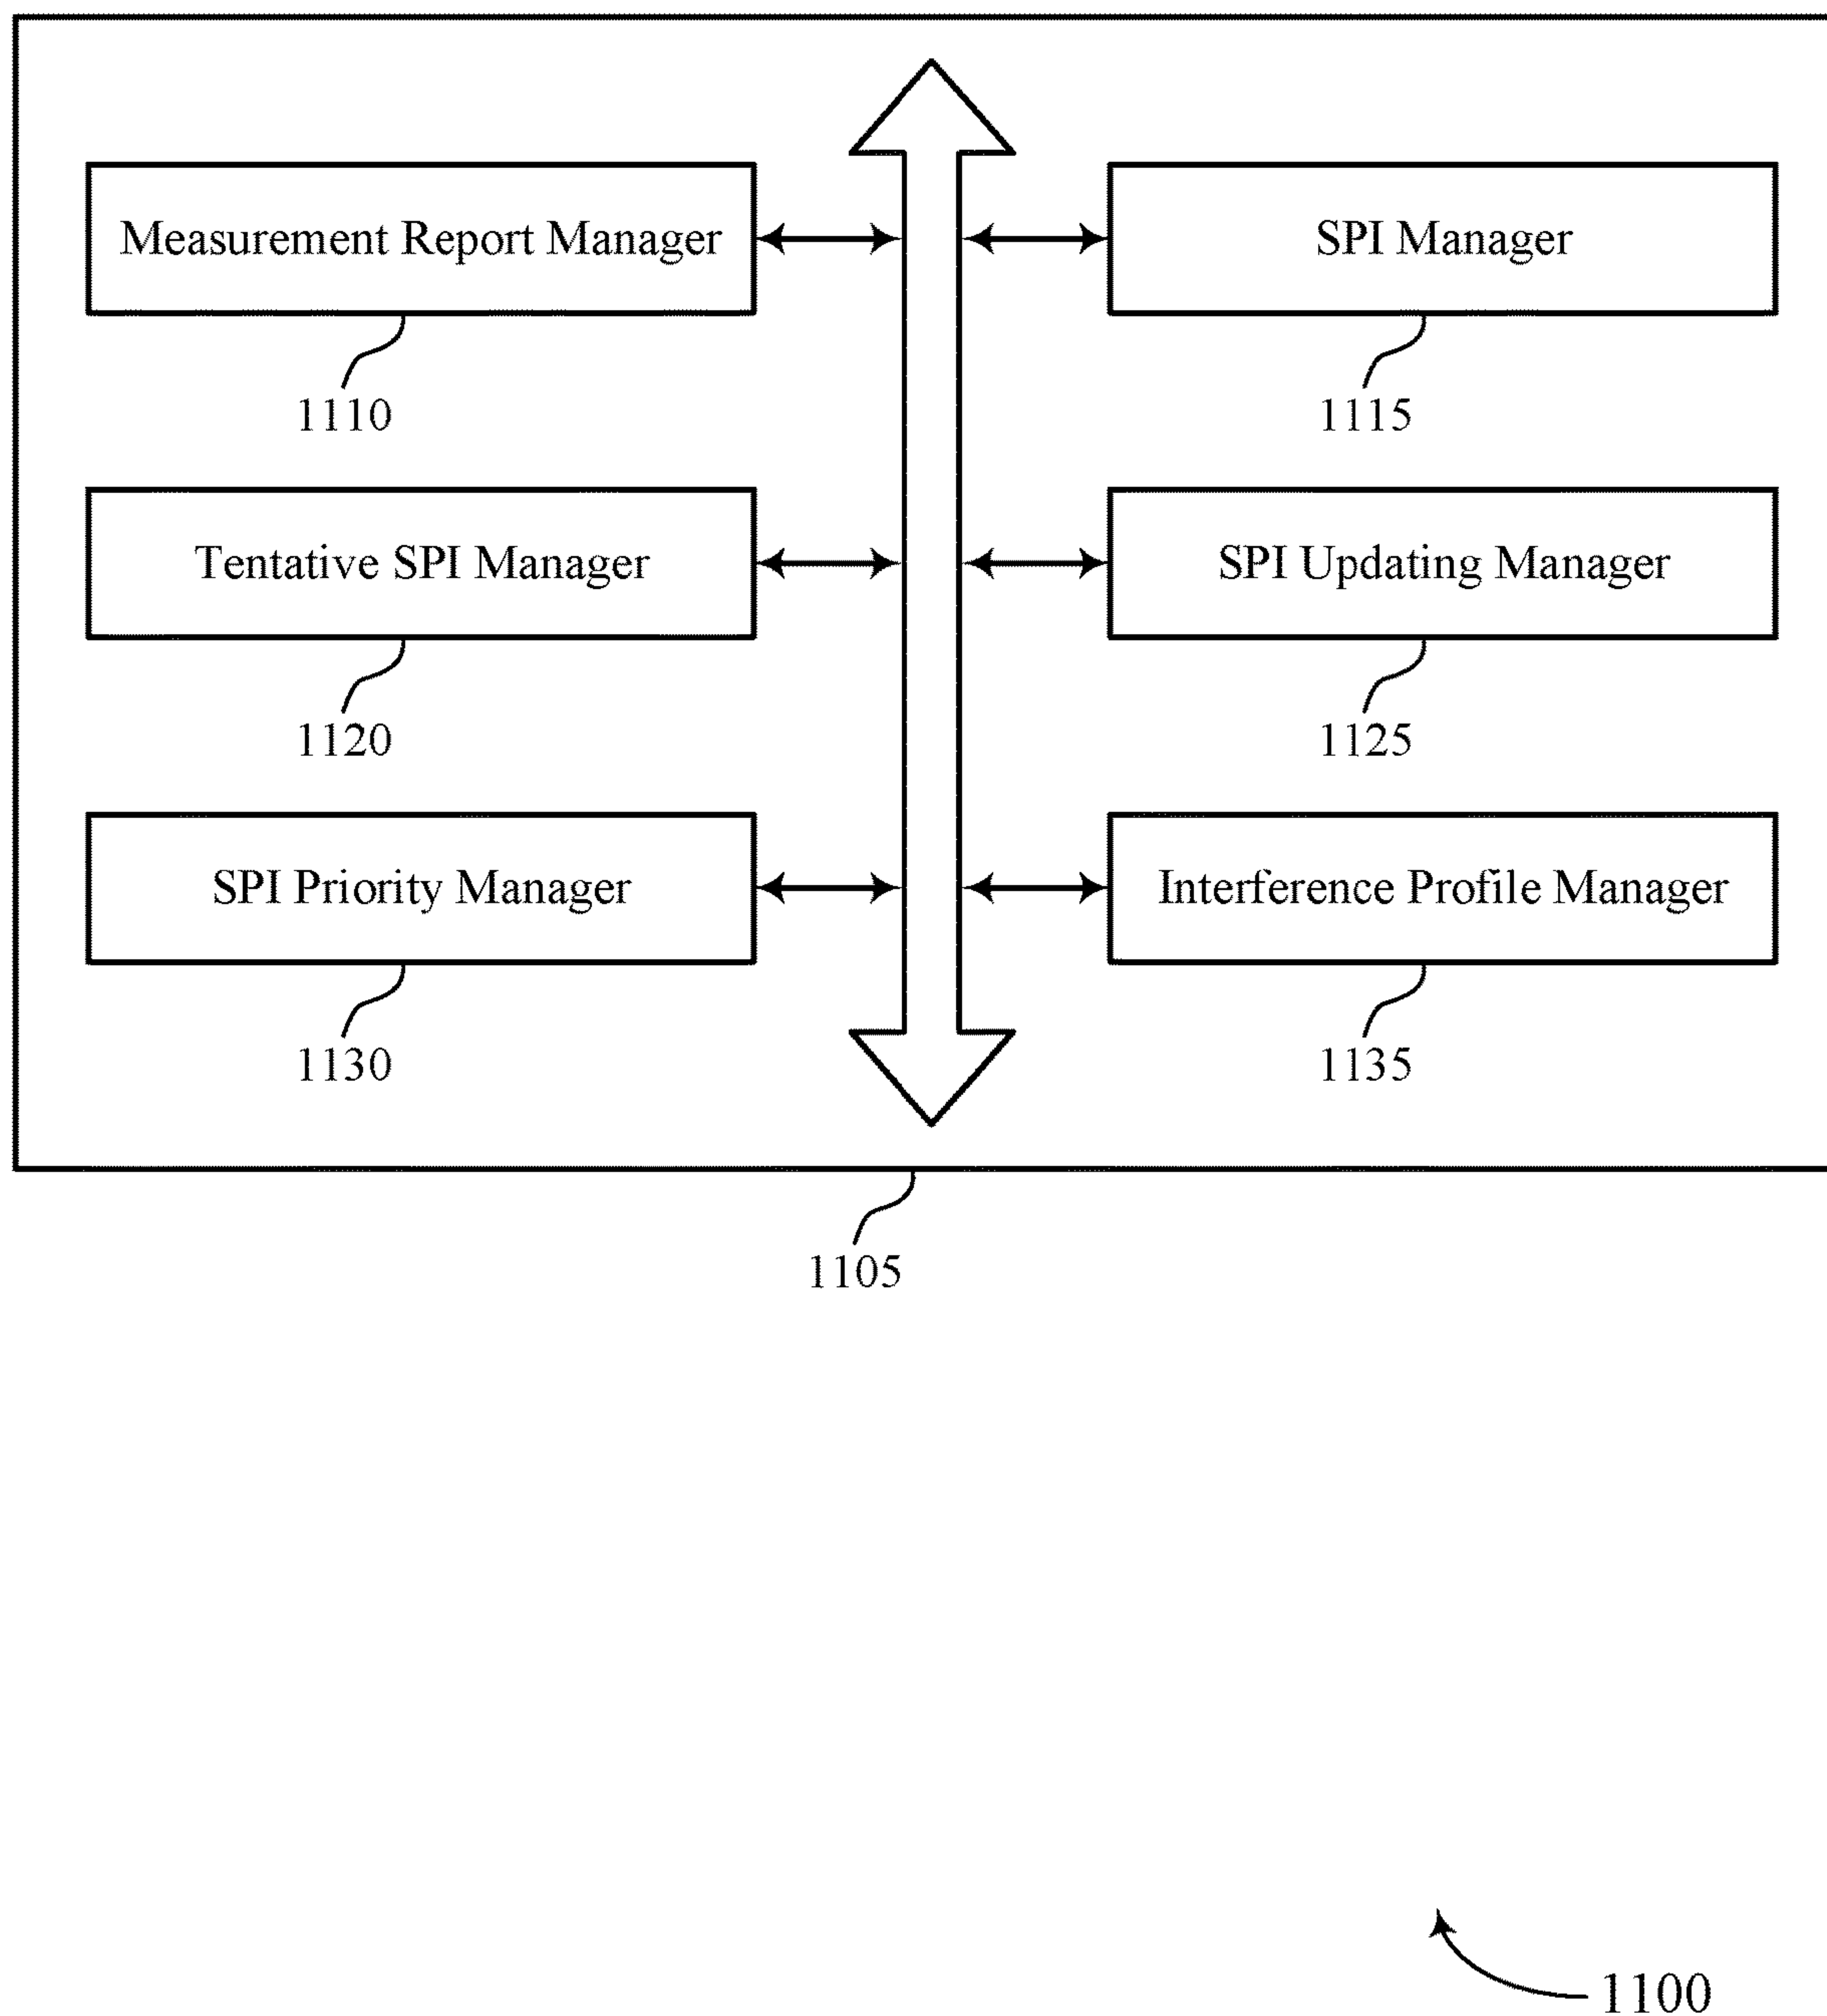 Measurement Report Manager
SPI Manager
1110
1115
Tentative SPI Manager
SPI Updating Manager
1120
1125
SPI Priority Manager
Interference Profile Manager
1130
1135
1105
1100